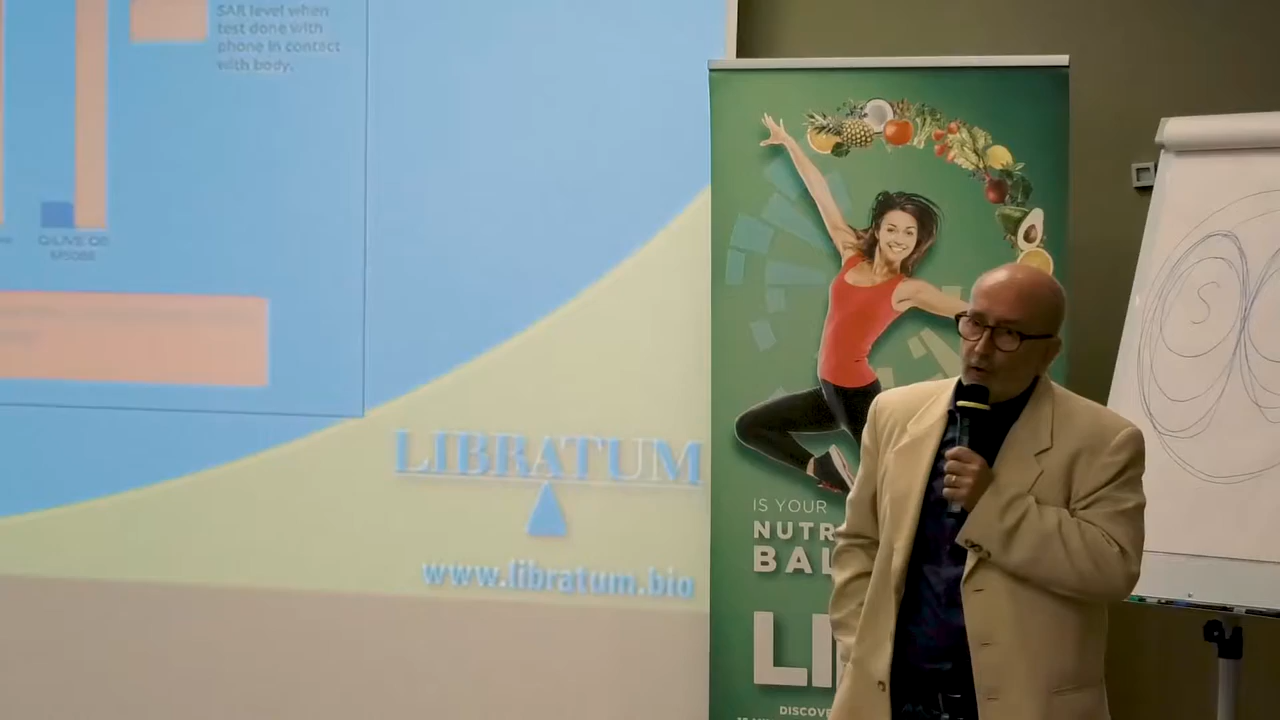 SAR level when
test done with
phone in contact
with body.
LIBRATUM
www.libratum.bio
IS YOUR
NUTR
BAL
LI
DISCOVE
S